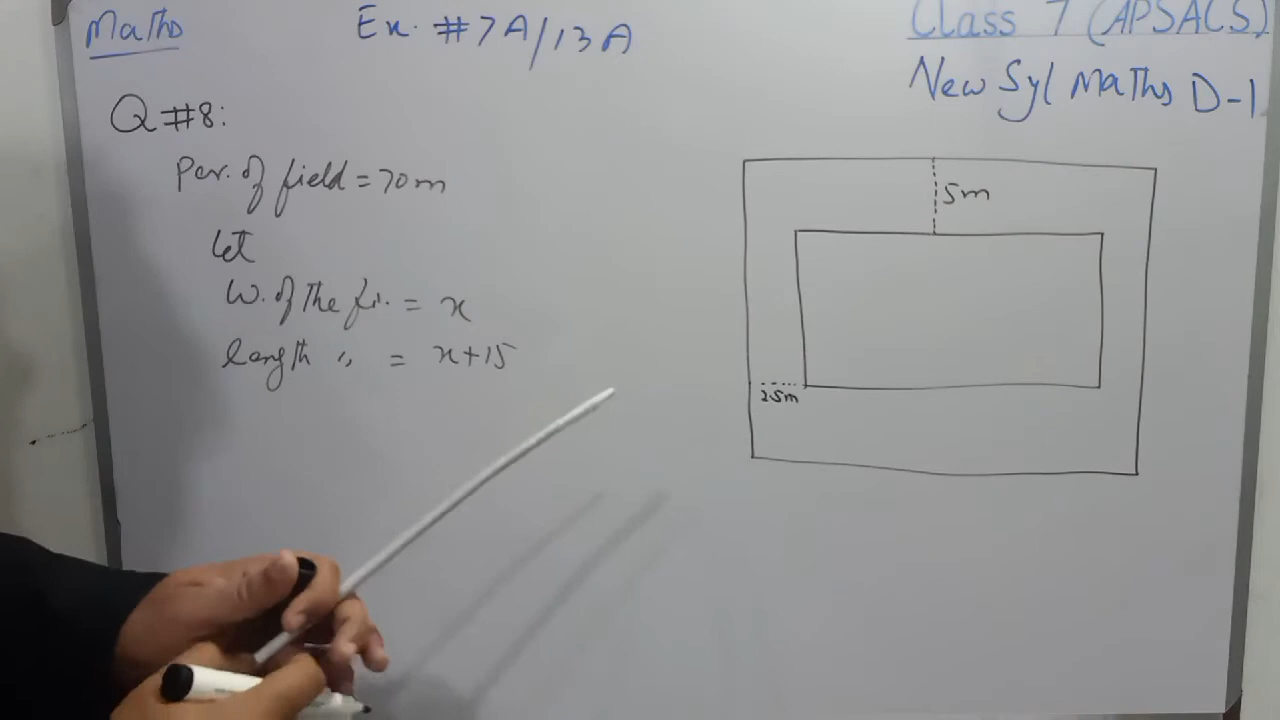 Maths
Ex. #7A/13A
Class 7 (APSACS)
New Syl Maths D-1
Q#8:
Per. of field = 70m
let
W. of the fi. = x
length ,, = x+15
5m
2.5m